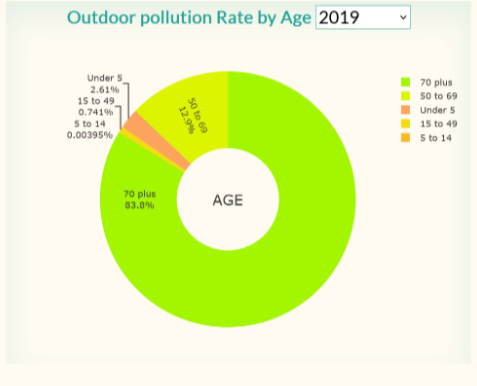 Outdoor pollution Rate by Age 2019
Under 5
2.61%
15 to 49
0.741%
5 to 14
0.00395%
50 to 69
12.9%
70 plus
83.8%
AGE
70 plus
50 to 69
Under 5
15 to 49
5 to 14